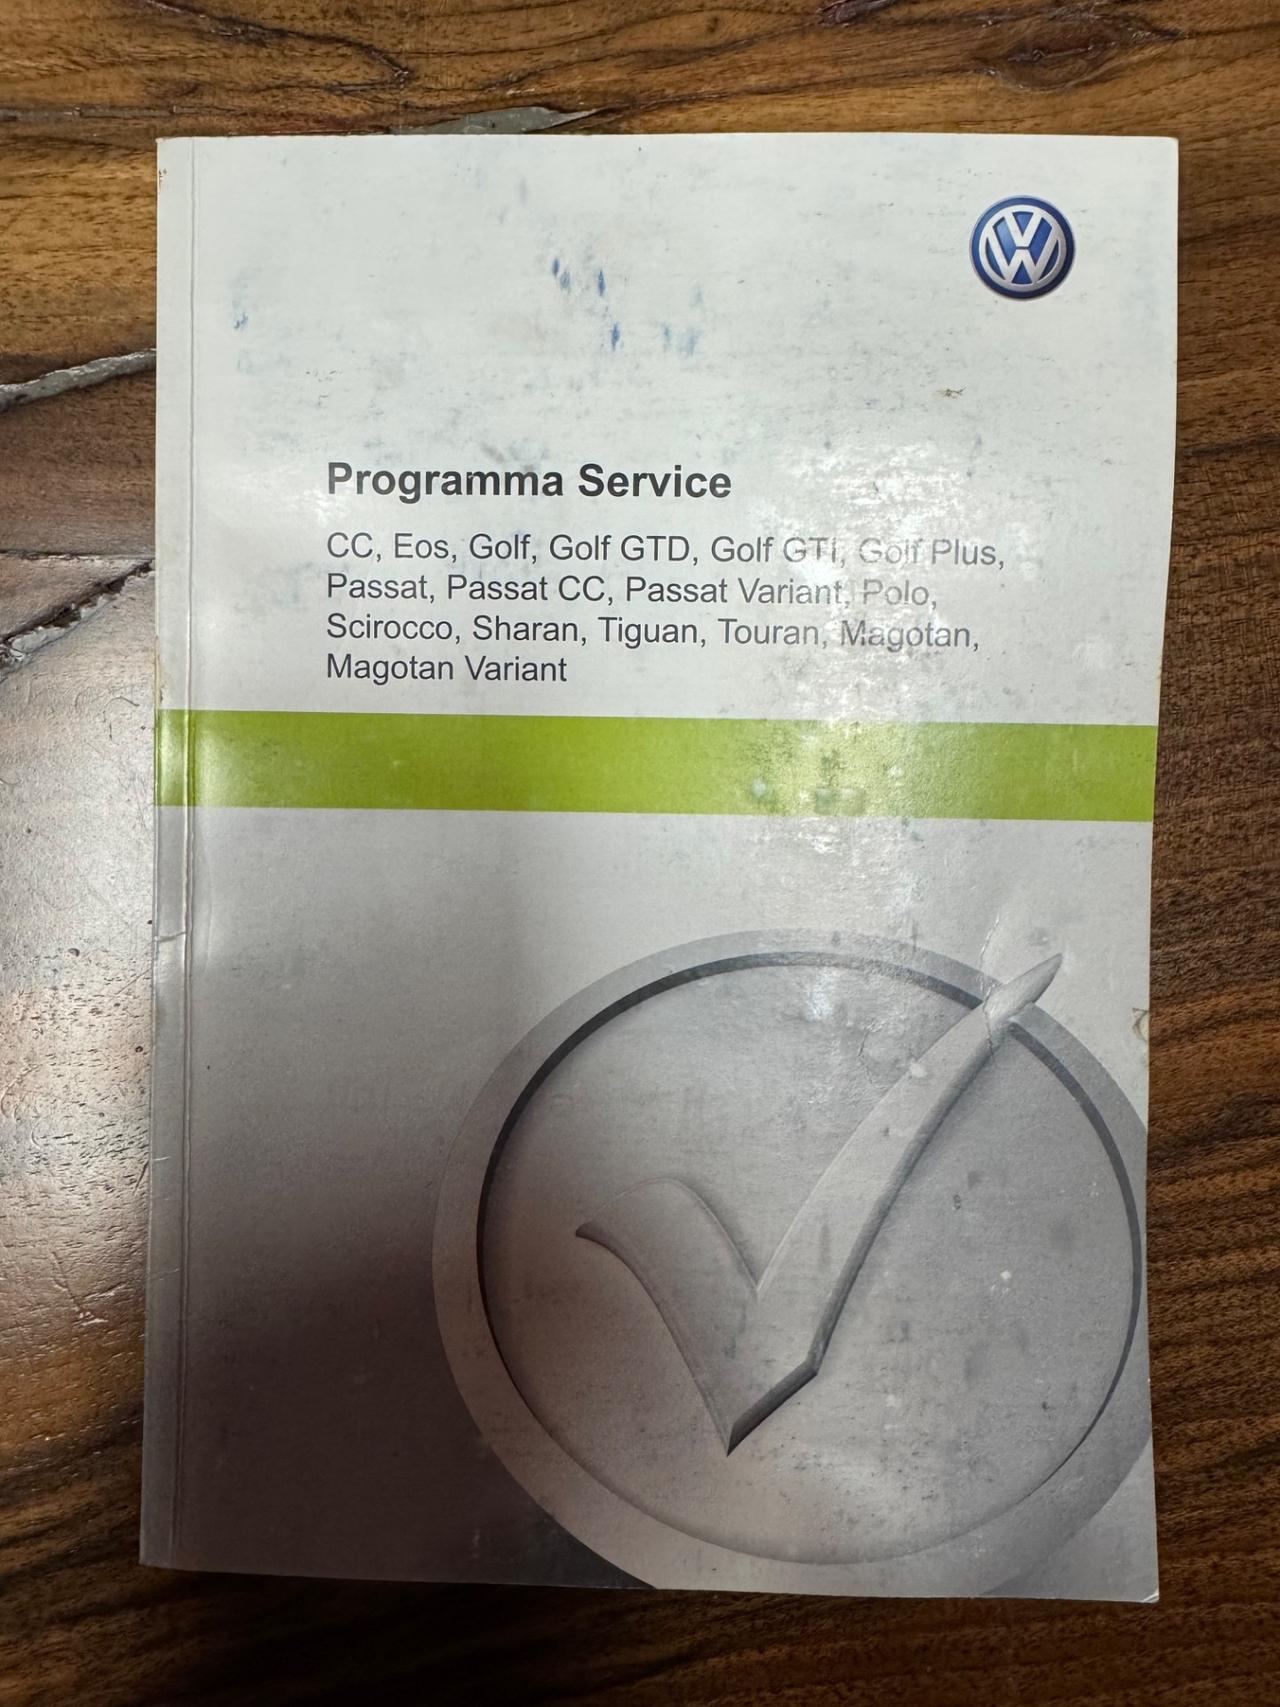 VW
Programma Service
CC, Eos, Golf, Golf GTD, Golf GTI, Golf Plus,
Passat, Passat CC, Passat Variant, Polo,
Scirocco, Sharan, Tiguan, Touran, Magotan,
Magotan Variant